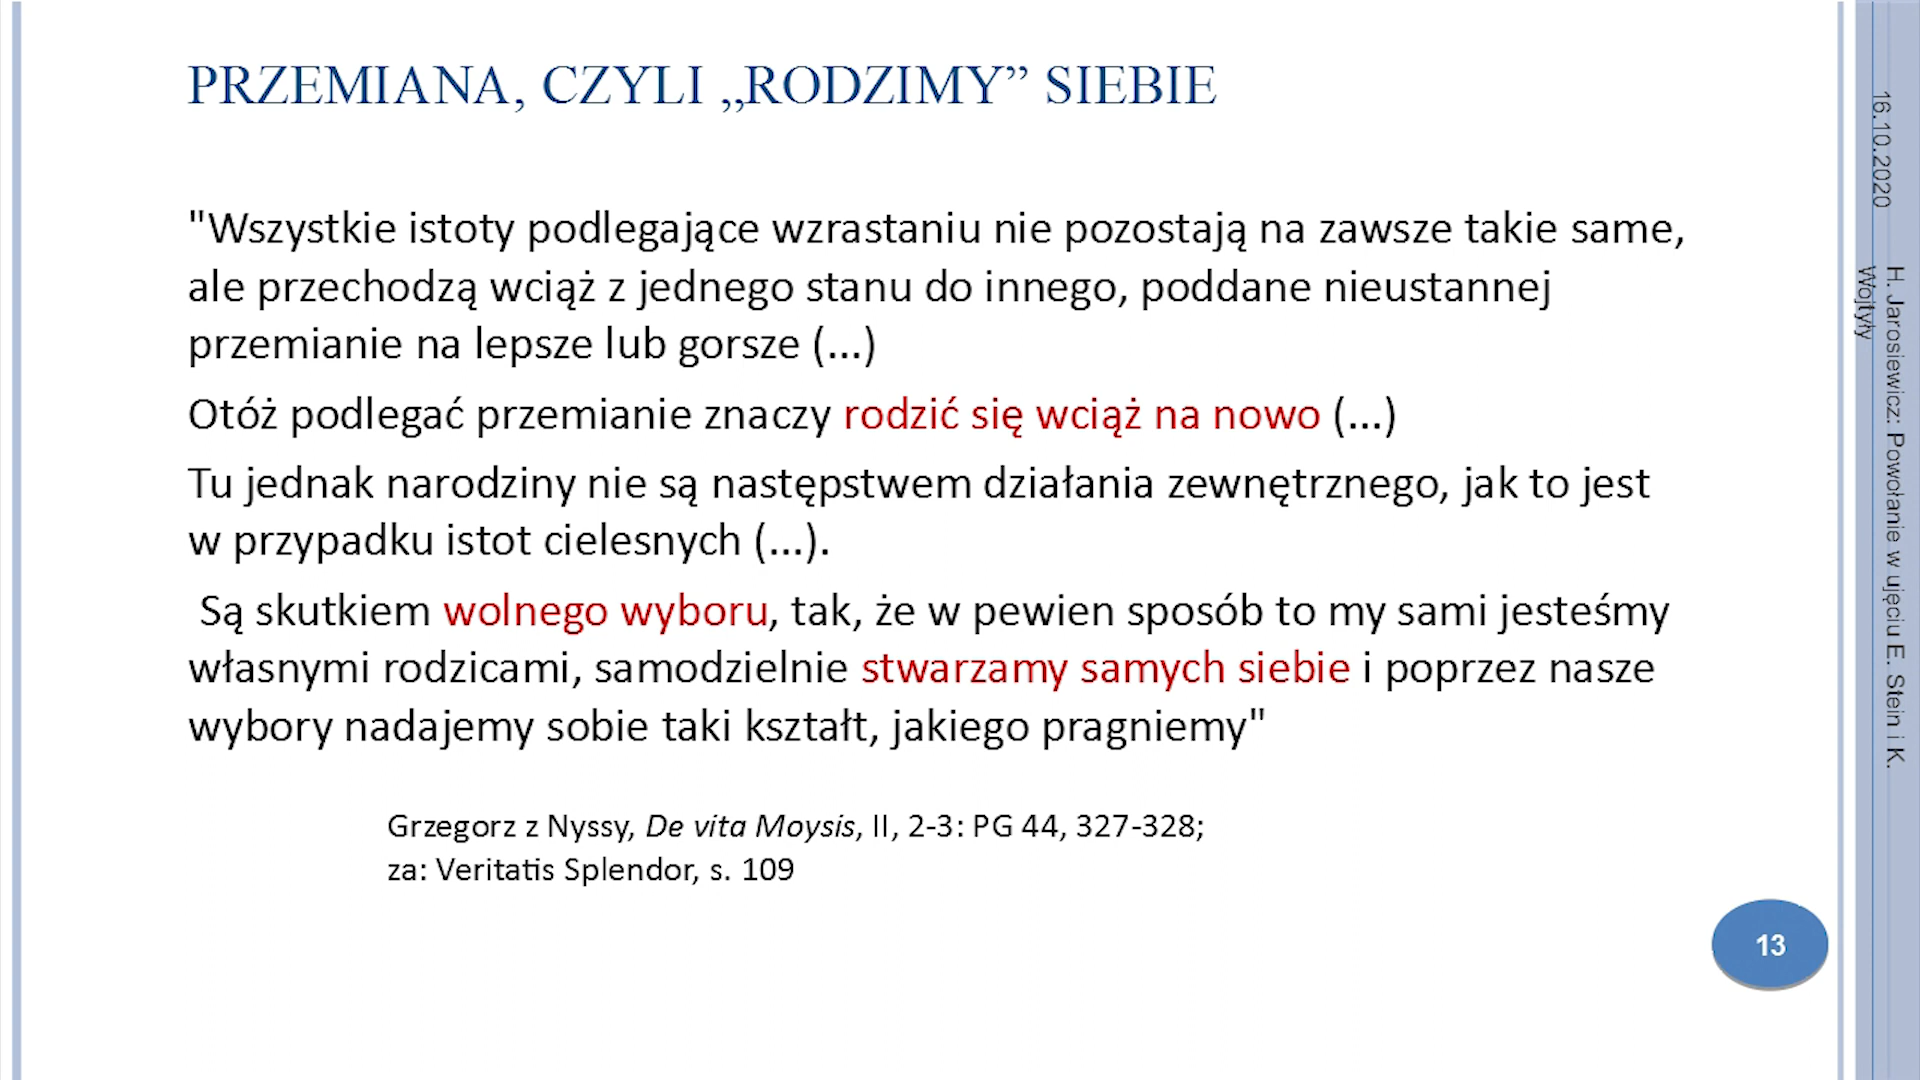 PRZEMIANA, CZYLI „RODZIMY” SIEBIE
"Wszystkie istoty podlegające wzrastaniu nie pozostają na zawsze takie same,
ale przechodzą wciąż z jednego stanu do innego, poddane nieustannej
przemianie na lepsze lub gorsze (...)
Otóż podlegać przemianie znaczy rodzić się wciąż na nowo (...)
Tu jednak narodziny nie są następstwem działania zewnętrznego, jak to jest
w przypadku istot cielesnych (...).
Są skutkiem wolnego wyboru, tak, że w pewien sposób to my sami jesteśmy
własnymi rodzicami, samodzielnie stwarzamy samych siebie i poprzez nasze
wybory nadajemy sobie taki kształt, jakiego pragniemy"
Grzegorz z Nyssy, De vita Moysis, II, 2-3: PG 44, 327-328;
za: Veritatis Splendor, s. 109
13
16.10.2020
H. Jarosiewicz: Powołanie w ujęciu E. Stein i K.
Wojtyły